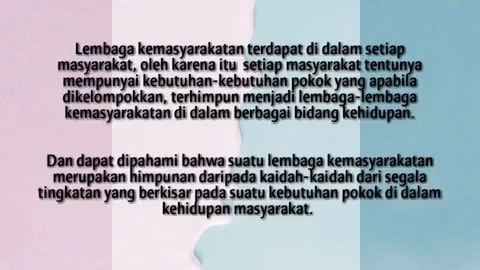 Lembaga kemasyarakatan terdapat di dalam setiap
masyarakat, oleh karena itu setiap masyarakat tentunya
mempunyai kebutuhan-kebutuhan pokok yang apabila
dikelompokkan, terhimpun menjadi lembaga-lembaga
kemasyarakatan di dalam berbagai bidang kehidupan.
Dan dapat dipahami bahwa suatu lembaga kemasyarakatan
merupakan himpunan daripada kaidah-kaidah dari segala
tingkatan yang berkisar pada suatu kebutuhan pokok di dalam
kehidupan masyarakat.